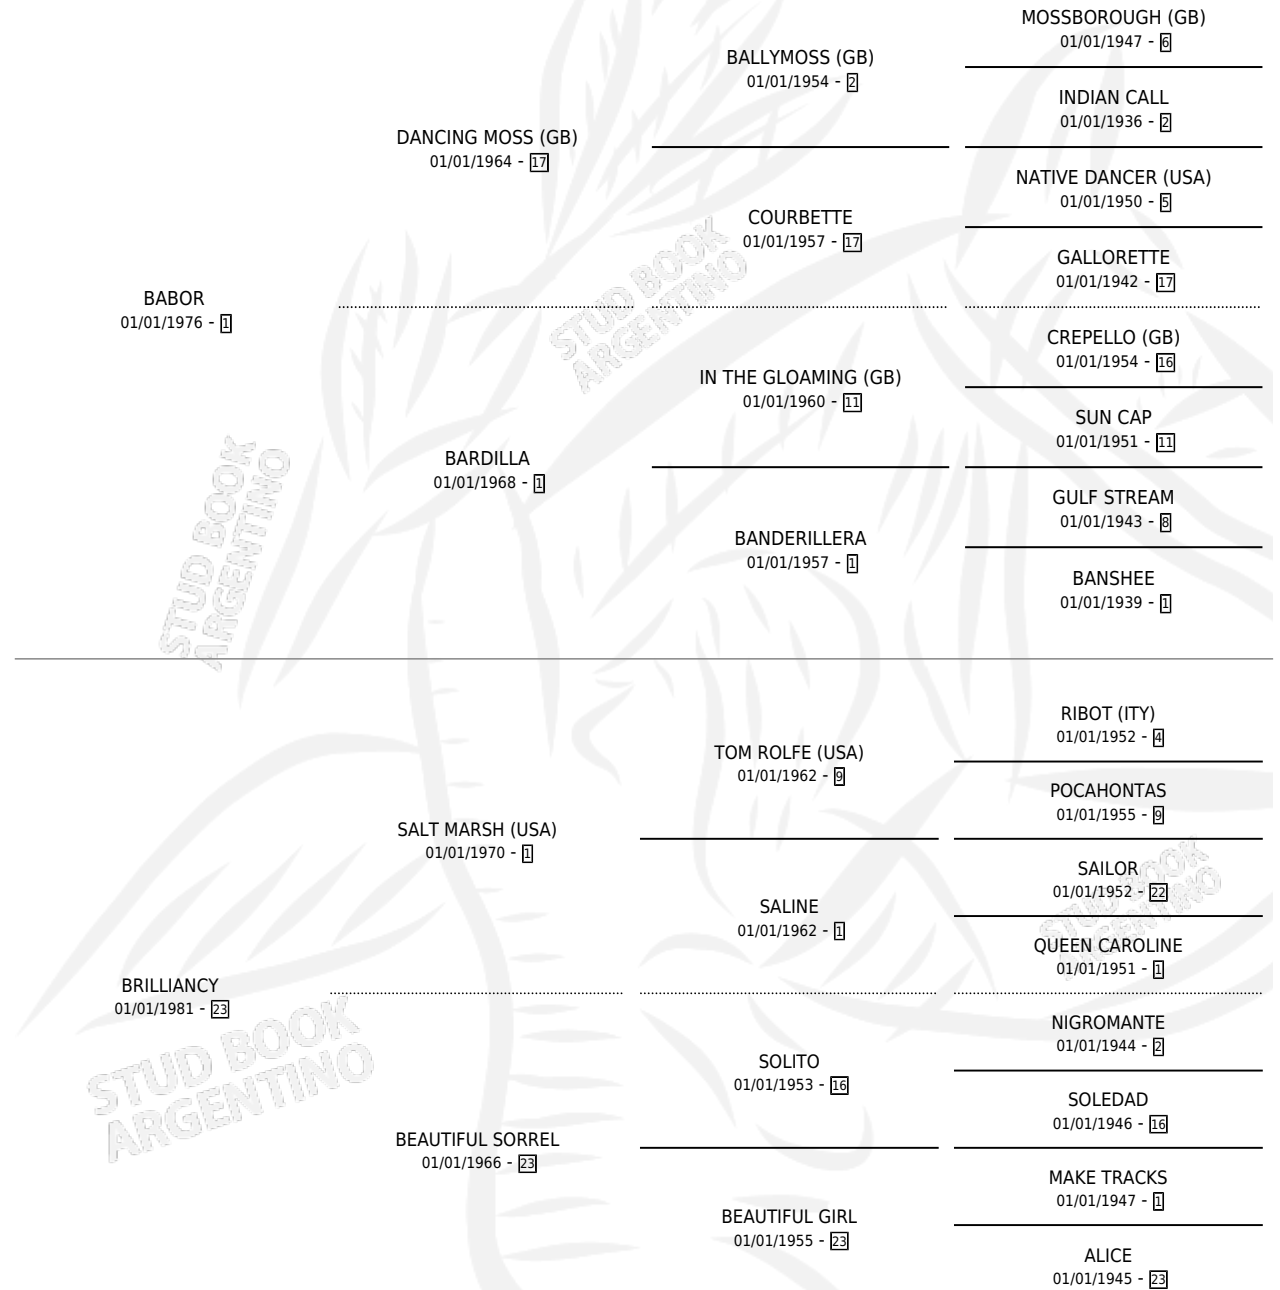 MOSSBOROUGH (GB)
01/01/1947 - 6
BALLYMOSS (GB)
01/01/1954 - 2
INDIAN CALL
01/01/1936 - 2
DANCING MOSS (GB)
01/01/1964 - 17
NATIVE DANCER (USA)
01/01/1950 - 5
COURBETTE
01/01/1957 - 17
GALLORETTE
01/01/1942 - 17
BABOR
01/01/1976 - 1
CREPELLO (GB)
01/01/1954 - 16
IN THE GLOAMING (GB)
01/01/1960 - 11
SUN CAP
01/01/1951 - 11
BARDILLA
01/01/1968 - 1
GULF STREAM
01/01/1943 - 8
BANDERILLERA
01/01/1957 - 1
BANSHEE
01/01/1939 - 1
RIBOT (ITY)
01/01/1952 - 4
TOM ROLFE (USA)
01/01/1962 - 9
POCAHONTAS
01/01/1955 - 9
SALT MARSH (USA)
01/01/1970 - 1
SAILOR
01/01/1952 - 22
SALINE
01/01/1962 - 1
QUEEN CAROLINE
01/01/1951 - 1
BRILLIANCY
01/01/1981 - 23
NIGROMANTE
01/01/1944 - 2
SOLITO
01/01/1953 - 16
SOLEDAD
01/01/1946 - 16
BEAUTIFUL SORREL
01/01/1966 - 23
MAKE TRACKS
01/01/1947 - 1
BEAUTIFUL GIRL
01/01/1955 - 23
ALICE
01/01/1945 - 23
STUD BOOK
ARGENTINO
STUD BOOK
ARGENTINO
STUD BOOK
ARGENTINO
STUD BOOK
ARGENTINO